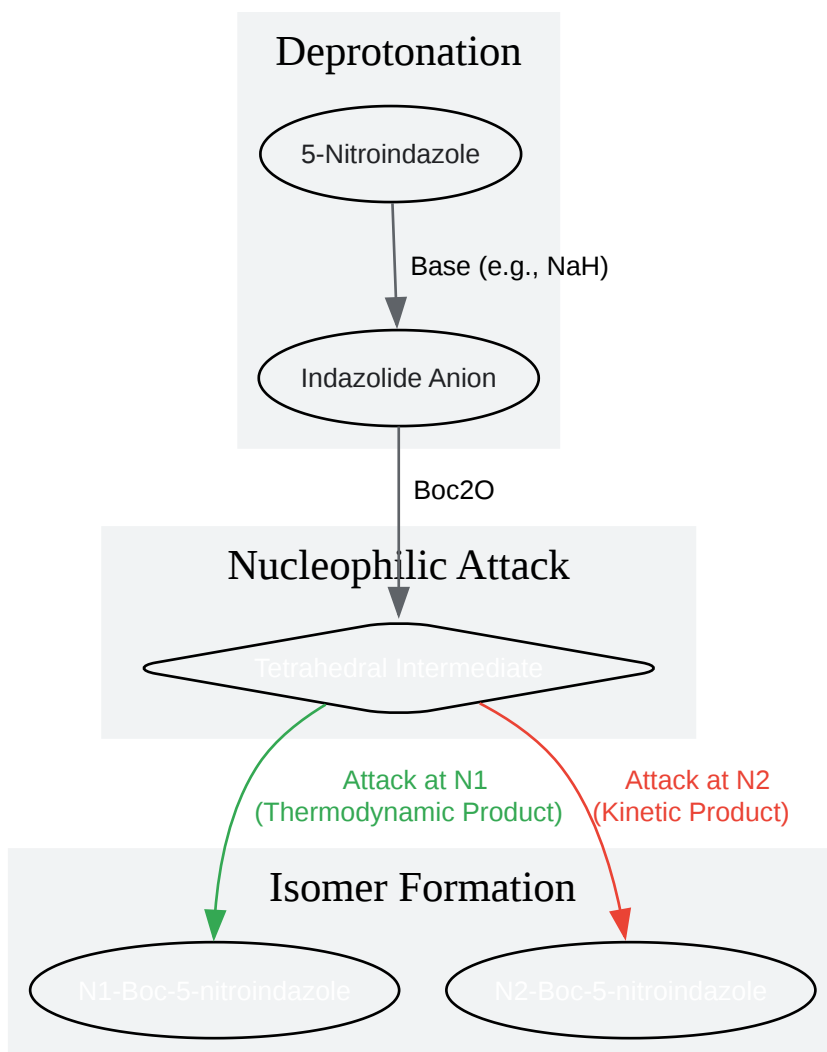 Deprotonation
5-Nitroindazole
Base (e.g., NaH)
Indazolide Anion
Boc2O
Nucleophilic Attack
Tetrahedral Intermediate
Attack at N1
(Thermodynamic Product)
Attack at N2
(Kinetic Product)
Isomer Formation
N1-Boc-5-nitroindazole
N2-Boc-5-nitroindazole